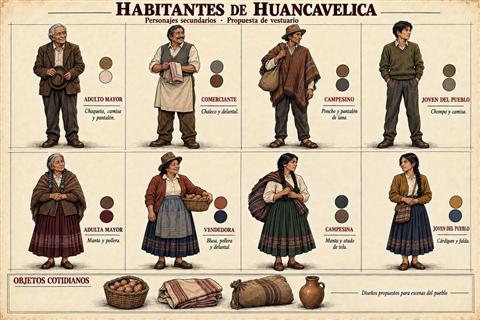 HABITANTES DE HUANCAVELICA
Personajes secundarios · Propuesta de vestuario
ADULTO MAYOR
Chaqueta, camisa
y pantalón.
COMERCIANTE
Chaleco y delantal.
CAMPESINO
Poncho y pantalón
de lana.
JOVEN DEL PUEBLO
Chompa y camisa.
ADULTA MAYOR
Manta y pollera.
VENDEDORA
Blusa, pollera
y delantal.
CAMPESINA
Manta y atado
de tela.
JOVEN DEL PUEBLO
Cárdigan y falda.
OBJETOS COTIDIANOS
Diseños propuestos para escenas del pueblo